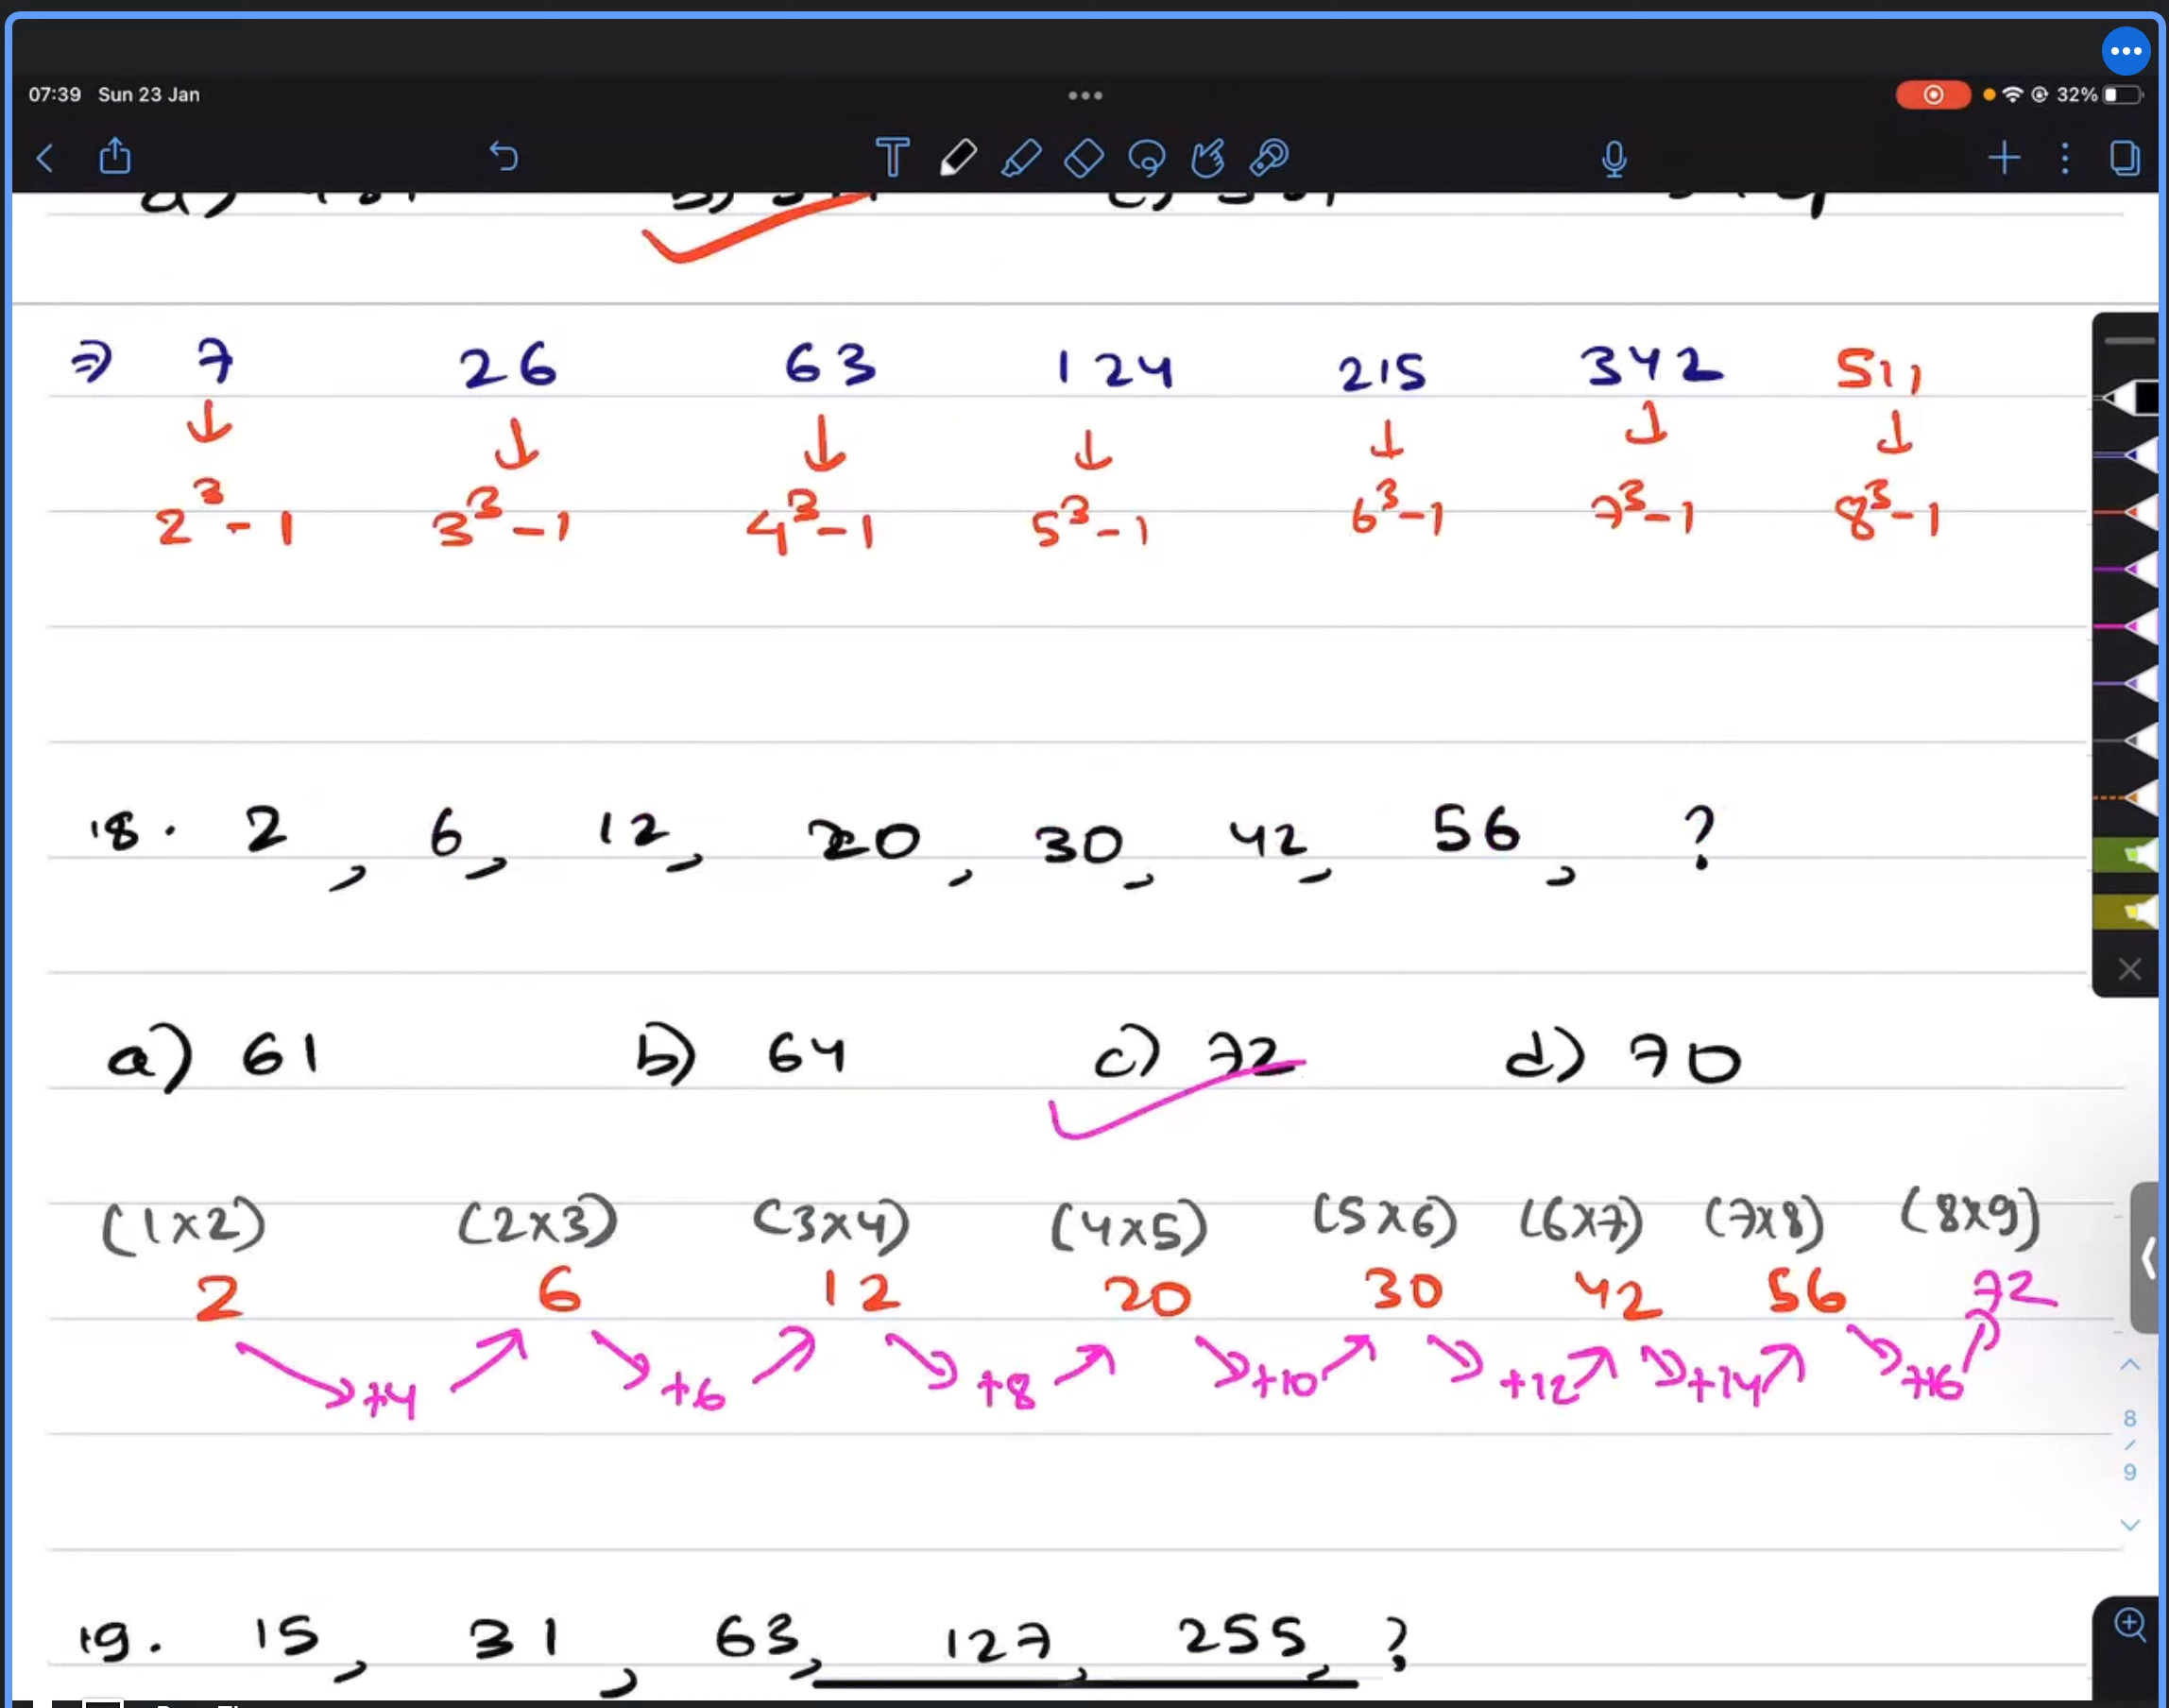 07:39 Sun 23 Jan
32%
⇒ 7 26 63 124 215 342 511
↓ ↓ ↓ ↓ ↓ ↓ ↓
2³-1 3³-1 4³-1 5³-1 6³-1 7³-1 8³-1
18. 2, 6, 12, 20, 30, 42, 56, ?
a) 61 b) 64 c) 72 d) 70
(1x2) (2x3) (3x4) (4x5) (5x6) (6x7) (7x8) (8x9)
2 6 12 20 30 42 56 72
+4 +6 +8 +10 +12 +14 +16
8
/
9
19. 15, 31, 63, 127, 255, ?